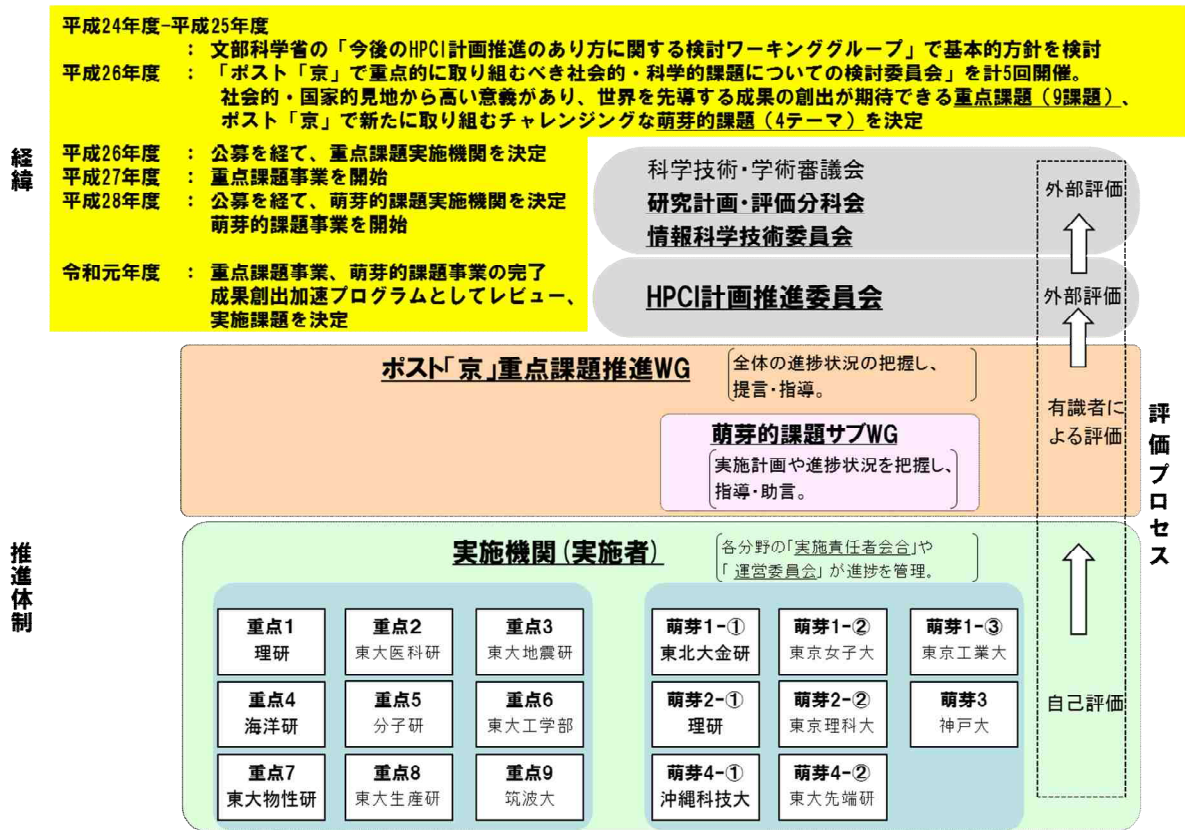 平成24年度-平成25年度
： 文部科学省の「今後のHPCI計画推進のあり方に関する検討ワーキンググループ」で基本的方針を検討
平成26年度 ： 「ポスト「京」で重点的に取り組むべき社会的・科学的課題についての検討委員会」を計5回開催。
社会的・国家的見地から高い意義があり、世界を先導する成果の創出が期待できる重点課題（9課題）、
ポスト「京」で新たに取り組むチャレンジングな萌芽的課題（4テーマ）を決定
経緯
平成26年度 ： 公募を経て、重点課題実施機関を決定
平成27年度 ： 重点課題事業を開始
平成28年度 ： 公募を経て、萌芽的課題実施機関を決定
萌芽的課題事業を開始
令和元年度 ： 重点課題事業、萌芽的課題事業の完了
成果創出加速プログラムとしてレビュー、
実施課題を決定
科学技術・学術審議会
研究計画・評価分科会
情報科学技術委員会
外部評価
HPCI計画推進委員会
外部評価
ポスト「京」重点課題推進WG
全体の進捗状況の把握し、
提言・指導。
萌芽的課題サブWG
実施計画や進捗状況を把握し、
指導・助言。
有識者に
よる評価
評価プロセス
推進体制
実施機関(実施者)
各分野の「実施責任者会合」や
「 運営委員会」が進捗を管理。
重点1
理研
重点2
東大医科研
重点3
東大地震研
重点4
海洋研
重点5
分子研
重点6
東大工学部
重点7
東大物性研
重点8
東大生産研
重点9
筑波大
萌芽1-①
東北大金研
萌芽1-②
東京女子大
萌芽1-③
東京工業大
萌芽2-①
理研
萌芽2-②
東京理科大
萌芽3
神戸大
萌芽4-①
沖縄科技大
萌芽4-②
東大先端研
自己評価